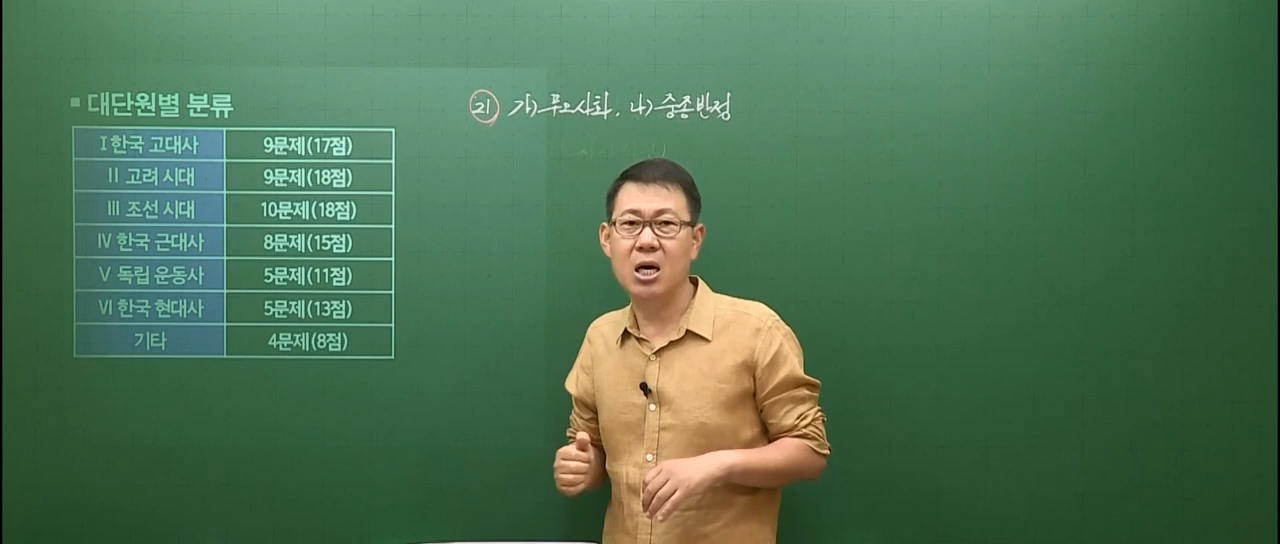 ▪ 대단원별 분류
Ⅰ 한국 고대사 9문제(17점)
Ⅱ 고려 시대 9문제(18점)
Ⅲ 조선 시대 10문제(18점)
Ⅳ 한국 근대사 8문제(15점)
Ⅴ 독립 운동사 5문제(11점)
Ⅵ 한국 현대사 5문제(13점)
기타 4문제(8점)
21 가) 무오사화, 나) 중종반정